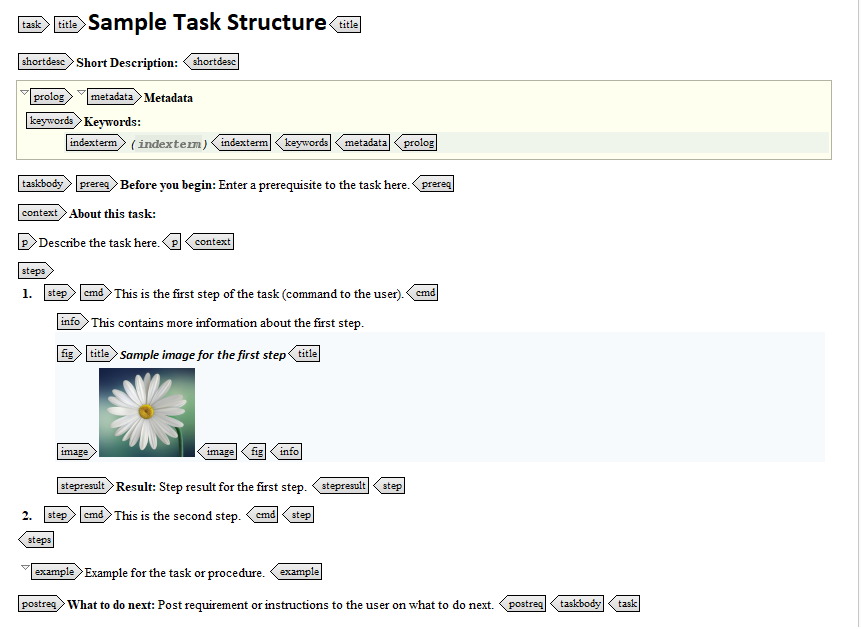 task title Sample Task Structure title
shortdesc Short Description: shortdesc
prolog metadata Metadata
keywords Keywords:
indexterm (indexterm) indexterm keywords metadata prolog
taskbody prereq Before you begin: Enter a prerequisite to the task here. prereq
context About this task:
p Describe the task here. p context
steps
1. step cmd This is the first step of the task (command to the user). cmd
info This contains more information about the first step.
fig title Sample image for the first step title
image image fig info
stepresult Result: Step result for the first step. stepresult step
2. step cmd This is the second step. cmd step
steps
example Example for the task or procedure. example
postreq What to do next: Post requirement or instructions to the user on what to do next. postreq taskbody task